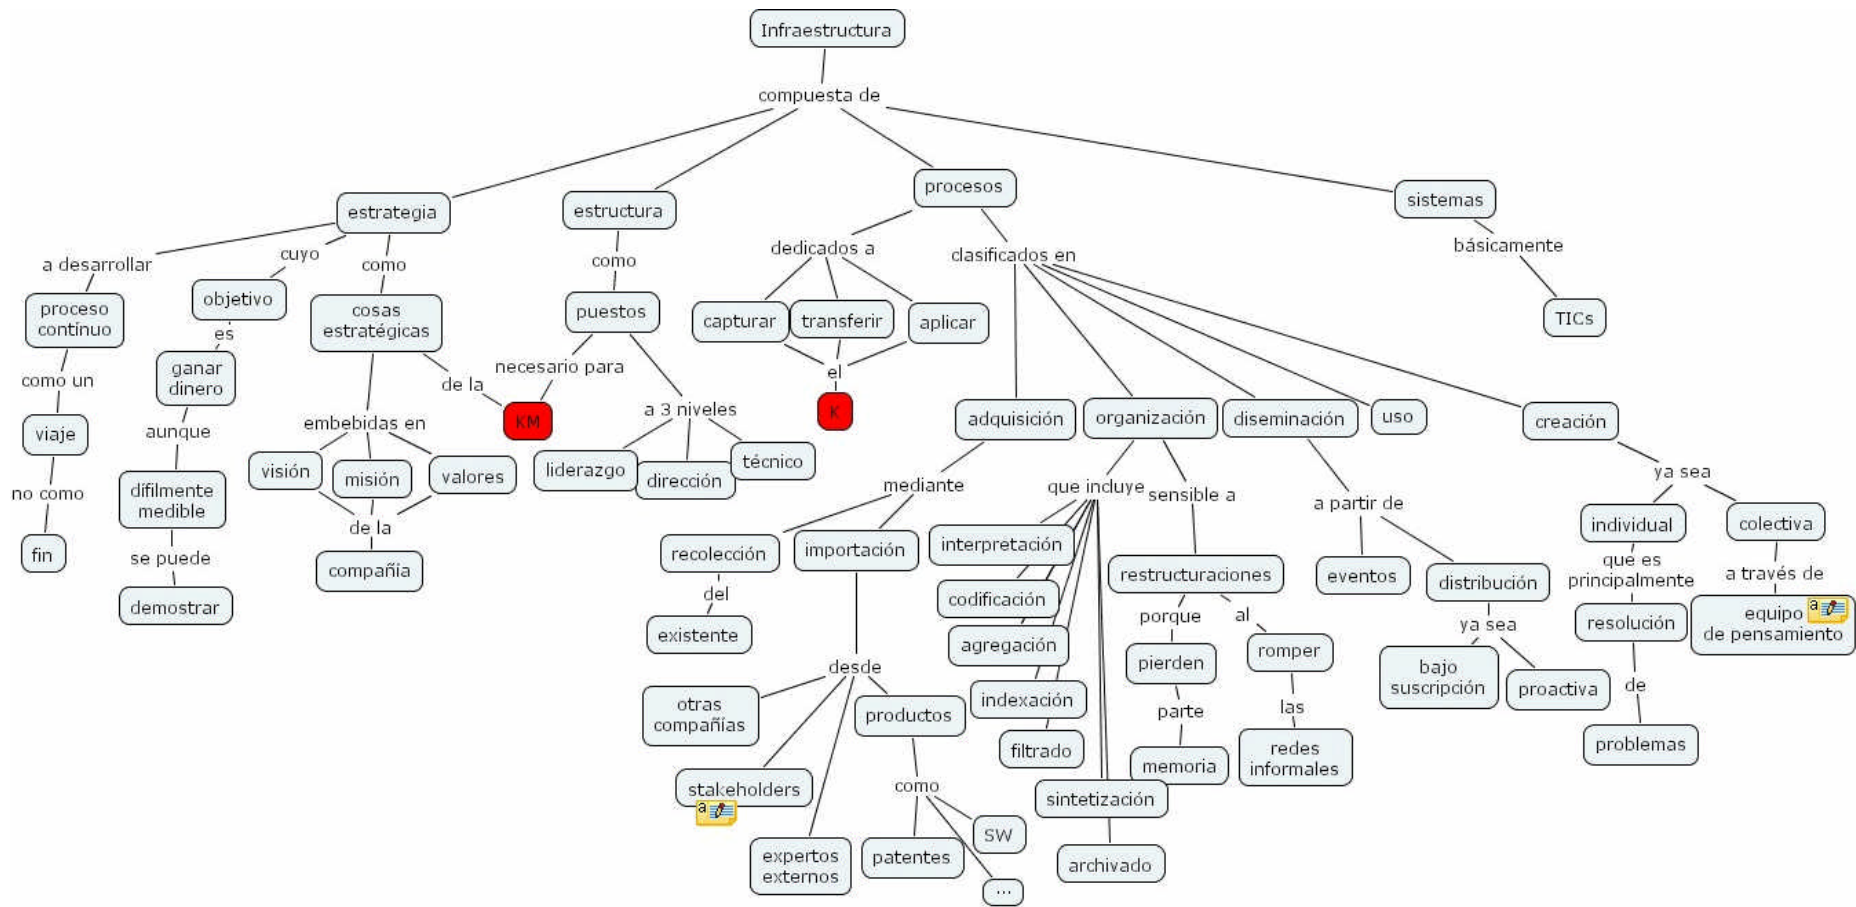 Infraestructura
compuesta de
estrategia
estructura
procesos
sistemas
a desarrollar
cuyo
como
como
dedicados a
clasificados en
básicamente
proceso
contínuo
objetivo
cosas
estratégicas
puestos
capturar
transferir
aplicar
TICs
es
como un
ganar
dinero
de la
necesario para
el
viaje
aunque
embebidas en
KM
a 3 niveles
K
adquisición
organización
diseminación
uso
creación
no como
difilmente
medible
visión
misión
valores
liderazgo
dirección
técnico
mediante
que incluye
sensible a
a partir de
ya sea
fin
se puede
de la
compañía
demostrar
recolección
importación
interpretación
restructuraciones
eventos
distribución
individual
colectiva
del
existente
codificación
agregación
indexación
filtrado
sintetización
archivado
porque
al
pierden
romper
parte
las
memoria
redes
informales
ya sea
bajo
suscripción
proactiva
que es
principalmente
resolución
de
problemas
a través de
equipo
de pensamiento
a
desde
otras
compañías
productos
stakeholders
a
como
expertos
externos
patentes
SW
...